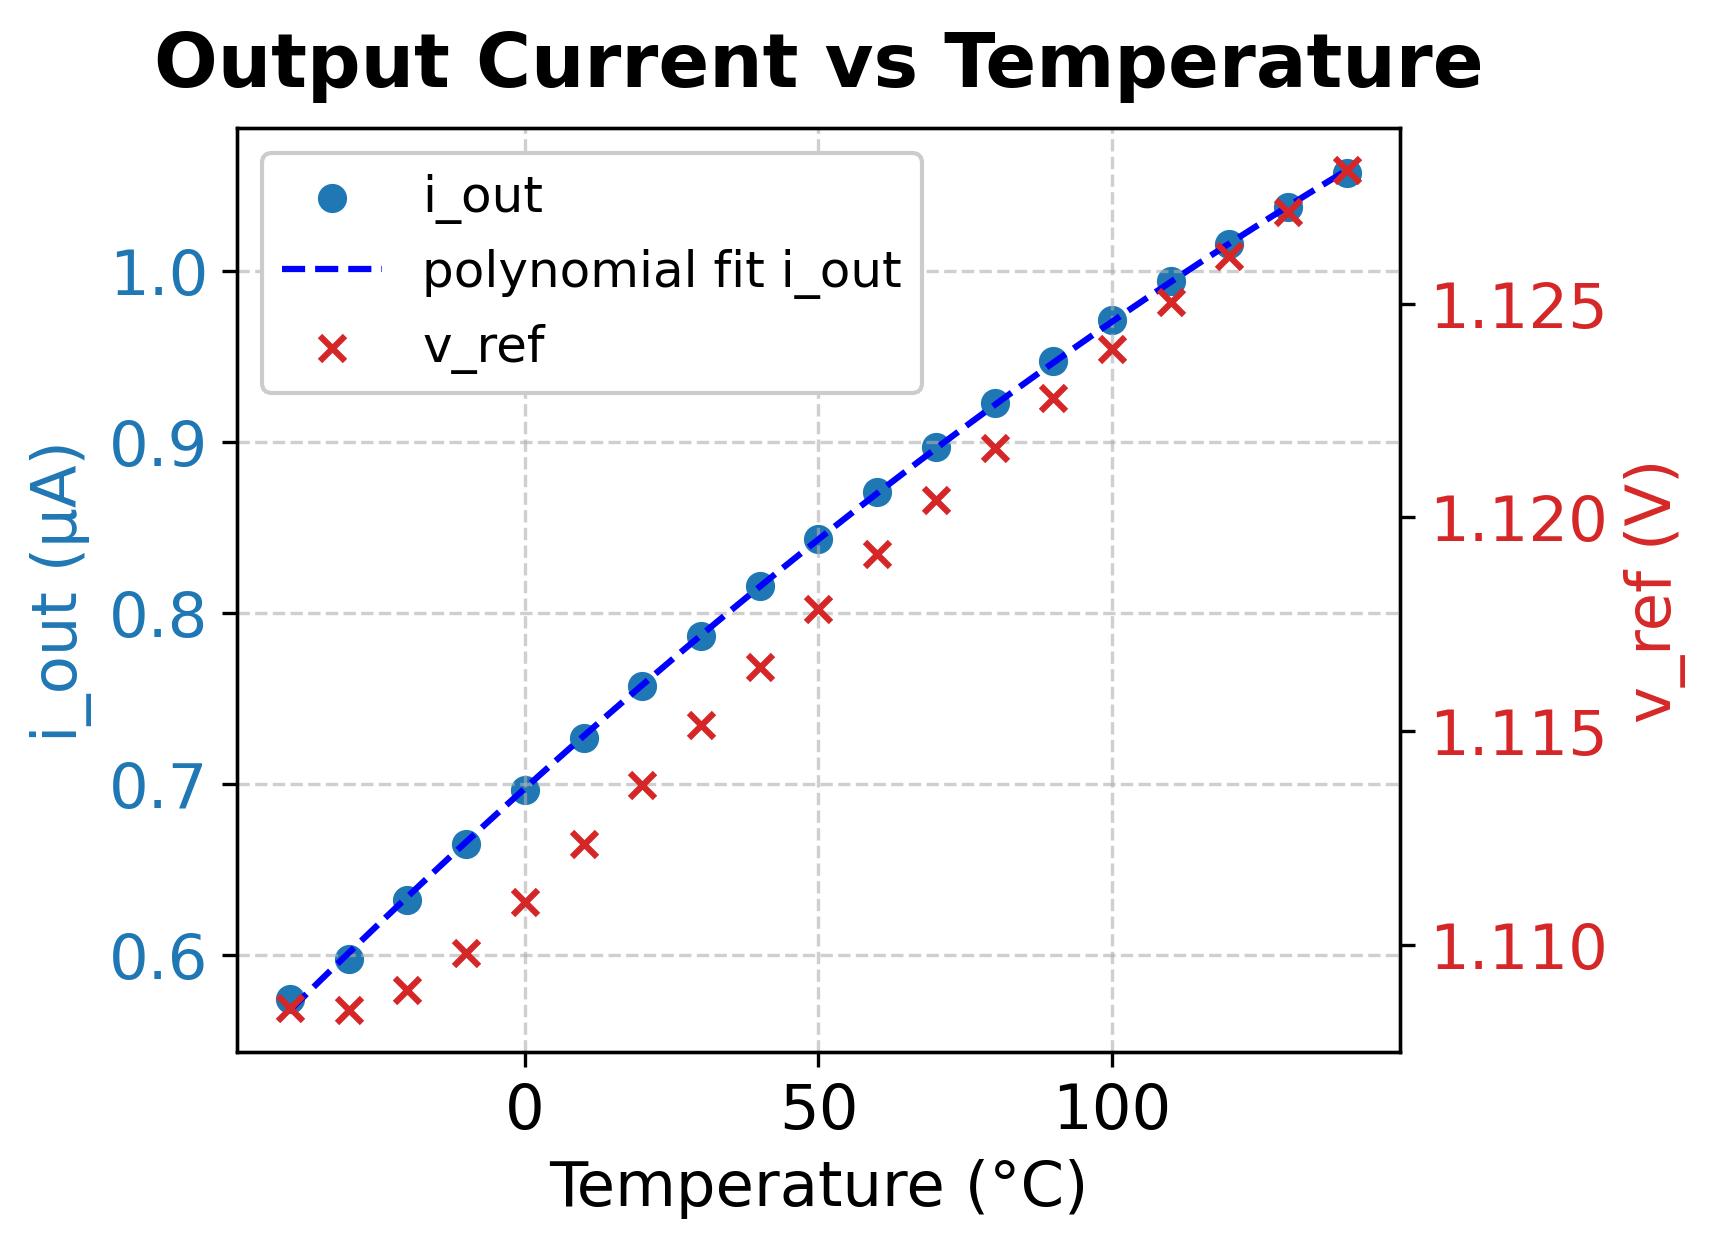 Output Current vs Temperature
i_out
polynomial fit i_out
v_ref
1.0
0.9
0.8
0.7
0.6
i_out (µA)
1.125
1.120
1.115
1.110
v_ref (V)
0 50 100
Temperature (°C)